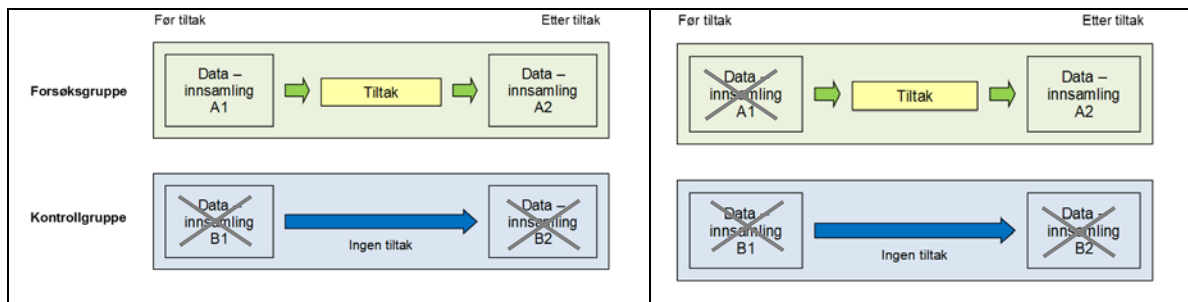 Før tiltak
Etter tiltak
Forsøksgruppe
Data –
innsamling
A1
Tiltak
Data –
innsamling
A2
Kontrollgruppe
Data –
innsamling
B1
Ingen tiltak
Data –
innsamling
B2
Før tiltak
Etter tiltak
Data –
innsamling
A1
Tiltak
Data –
innsamling
A2
Data –
innsamling
B1
Ingen tiltak
Data –
innsamling
B2